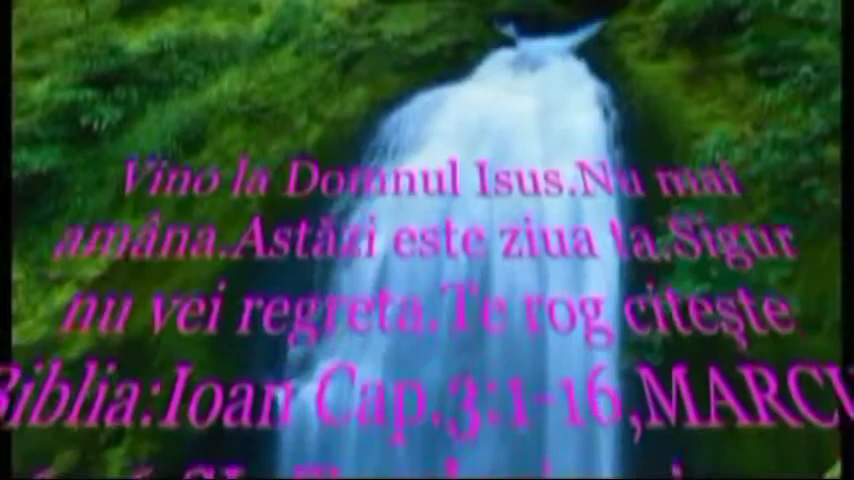 Vino la Domnul Isus.Nu mai
amâna.Astăzi este ziua ta.Sigur
nu vei regreta.Te rog citeşte
Biblia:Ioan Cap.3:1-16,MARCU